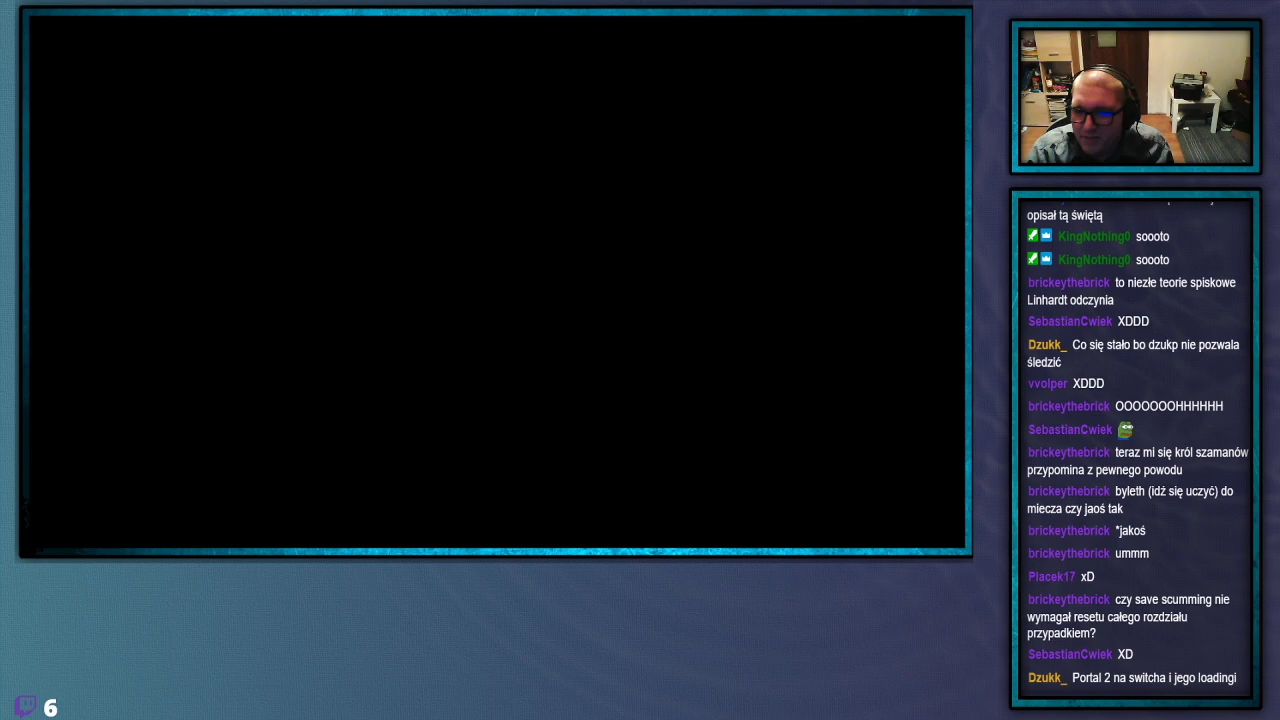 opisał tą świętą
KingNothing0 soooto
KingNothing0 soooto
brickeythebrick to niezłe teorie spiskowe
Linhardt odczynia
SebastianCwiek XDDD
Dzukk_ Co się stało bo dzukp nie pozwala
śledzić
vvolper XDDD
brickeythebrick OOOOOOOHHHHHH
SebastianCwiek
brickeythebrick teraz mi się król szamanów
przypomina z pewnego powodu
brickeythebrick byleth (idź się uczyć) do
miecza czy jaoś tak
brickeythebrick *jakoś
brickeythebrick ummm
Placek17 xD
brickeythebrick czy save scumming nie
wymagał resetu całego rozdziału
przypadkiem?
SebastianCwiek XD
Dzukk_ Portal 2 na switcha i jego loadingi
6